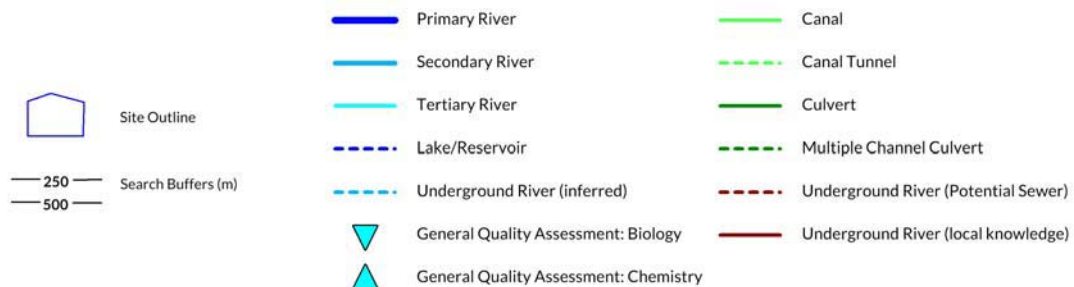 Site Outline
250
500
Search Buffers (m)
Primary River
Secondary River
Tertiary River
Lake/Reservoir
Underground River (inferred)
General Quality Assessment: Biology
General Quality Assessment: Chemistry
Canal
Canal Tunnel
Culvert
Multiple Channel Culvert
Underground River (Potential Sewer)
Underground River (local knowledge)